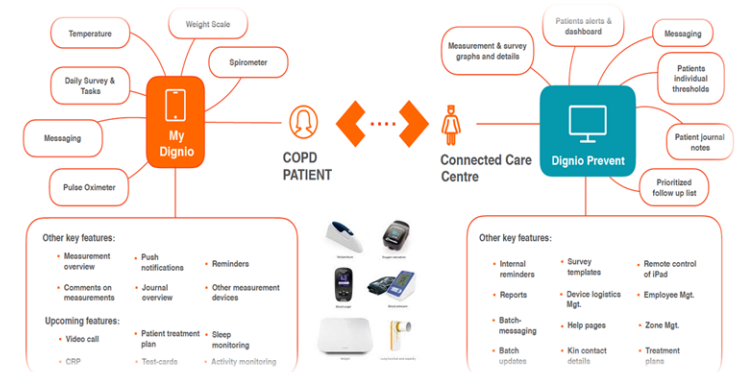 Temperature
Weight Scale
Spirometer
Daily Survey &
Tasks
Messaging
Pulse Oximeter
My
Dignio
COPD
PATIENT
Connected Care
Centre
Dignio Prevent
Measurement & survey
graphs and details
Patients alerts &
dashboard
Messaging
Patients
individual
thresholds
Patient journal
notes
Prioritized
follow up list
Other key features:
• Measurement
overview
• Push
notifications
• Reminders
• Comments on
measurements
• Journal
overview
• Other measurement
devices
Upcoming features:
• Video call
• Patient treatment
plan
• Sleep
monitoring
• CRP
• Test-cards
• Activity monitoring
Other key features:
• Internal
reminders
• Survey
templates
• Remote control
of iPad
• Reports
• Device logistics
Mgt.
• Employee Mgt.
• Batch-
messaging
• Help pages
• Zone Mgt.
• Batch
updates
• Kin contact
details
• Treatment
plans